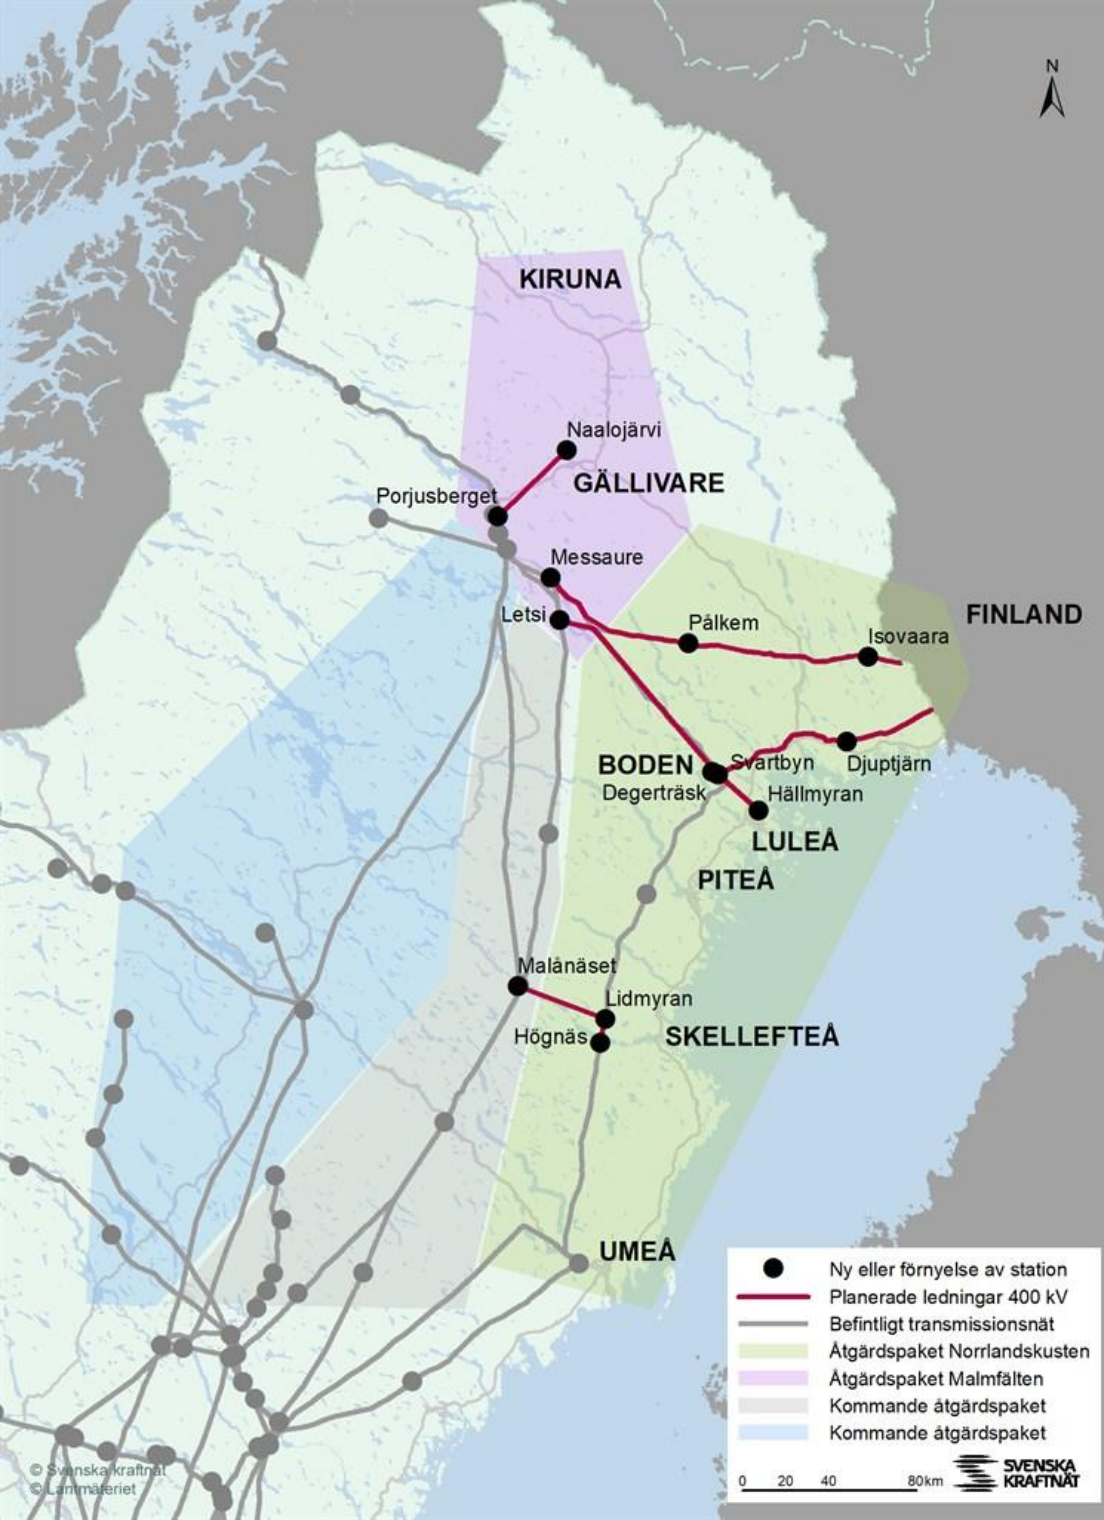 N
KIRUNA
Naalojärvi
GÄLLIVARE
Porjusberget
Messaure
Letsi
Pålkem
FINLAND
Isovaara
BODEN
Svartbyn
Djuptjärn
Degerträsk
Hällmyran
LULEÅ
PITEÅ
Malånäset
Lidmyran
Högnäs
SKELLEFTEÅ
UMEÅ
Ny eller förnyelse av station
Planerade ledningar 400 kV
Befintligt transmissionsnät
Åtgärdspaket Norrlandskusten
Åtgärdspaket Malmfälten
Kommande åtgärdspaket
Kommande åtgärdspaket
© Svenska kraftnät
© Lantmäteriet
0 20 40 80 km
SVENSKA
KRAFTNÄT